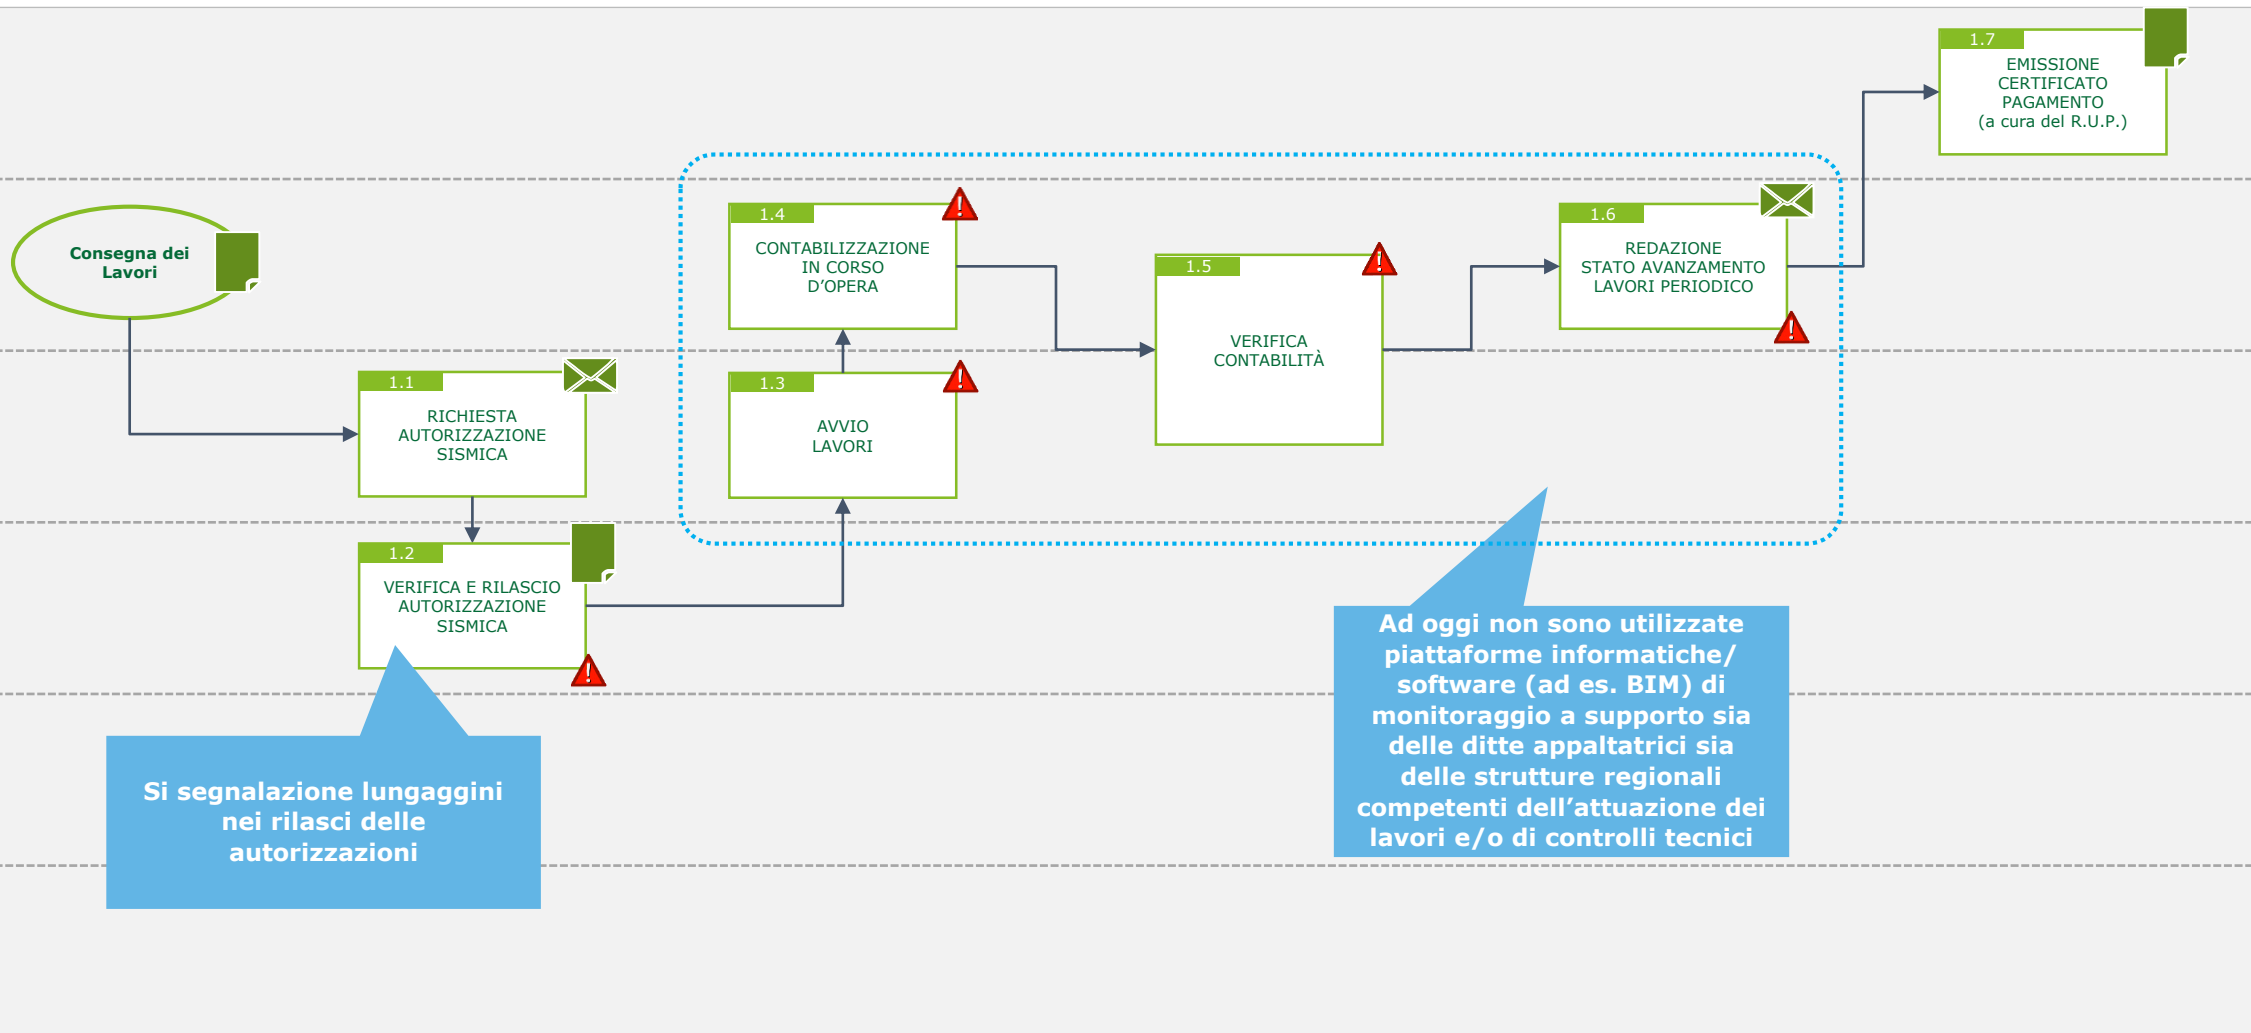 Consegna dei
Lavori
1.1
RICHIESTA
AUTORIZZAZIONE
SISMICA
1.2
VERIFICA E RILASCIO
AUTORIZZAZIONE
SISMICA
Si segnalazione lungaggini
nei rilasci delle
autorizzazioni
1.3
AVVIO
LAVORI
1.4
CONTABILIZZAZIONE
IN CORSO
D’OPERA
1.5
VERIFICA
CONTABILITÀ
1.6
REDAZIONE
STATO AVANZAMENTO
LAVORI PERIODICO
Ad oggi non sono utilizzate
piattaforme informatiche/
software (ad es. BIM) di
monitoraggio a supporto sia
delle ditte appaltatrici sia
delle strutture regionali
competenti dell’attuazione dei
lavori e/o di controlli tecnici
1.7
EMISSIONE
CERTIFICATO
PAGAMENTO
(a cura del R.U.P.)